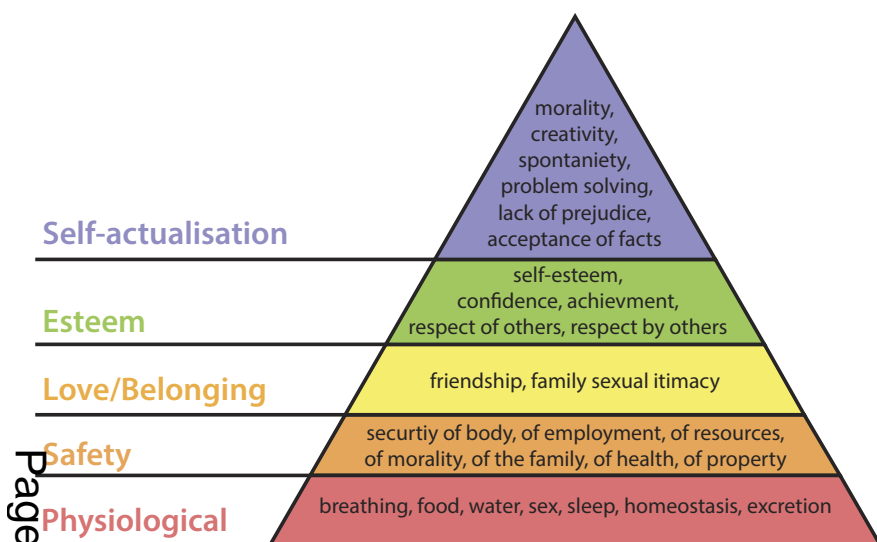 morality,
creativity,
spontaniety,
problem solving,
lack of prejudice,
acceptance of facts
Self-actualisation
self-esteem,
confidence, achievment,
respect of others, respect by others
Esteem
friendship, family sexual itimacy
Love/Belonging
securtiy of body, of employment, of resources,
of morality, of the family, of health, of property
Safety
breathing, food, water, sex, sleep, homeostasis, excretion
Physiological
Page